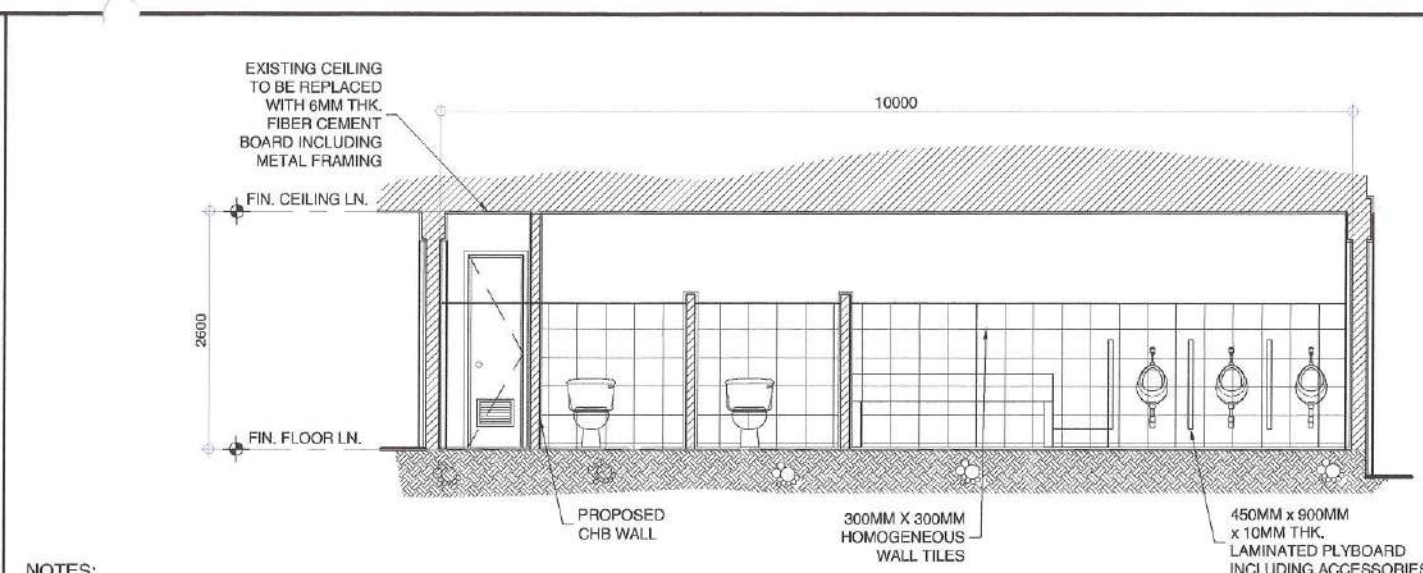 EXISTING CEILING
TO BE REPLACED
WITH 6MM THK.
FIBER CEMENT
BOARD INCLUDING
METAL FRAMING
10000
FIN. CEILING LN.
2600
FIN. FLOOR LN.
PROPOSED
CHB WALL
300MM X 300MM
HOMOGENEOUS
WALL TILES
450MM x 900MM
x 10MM THK.
LAMINATED PLYBOARD
INCLUDING ACCESSORIES
NOTES: